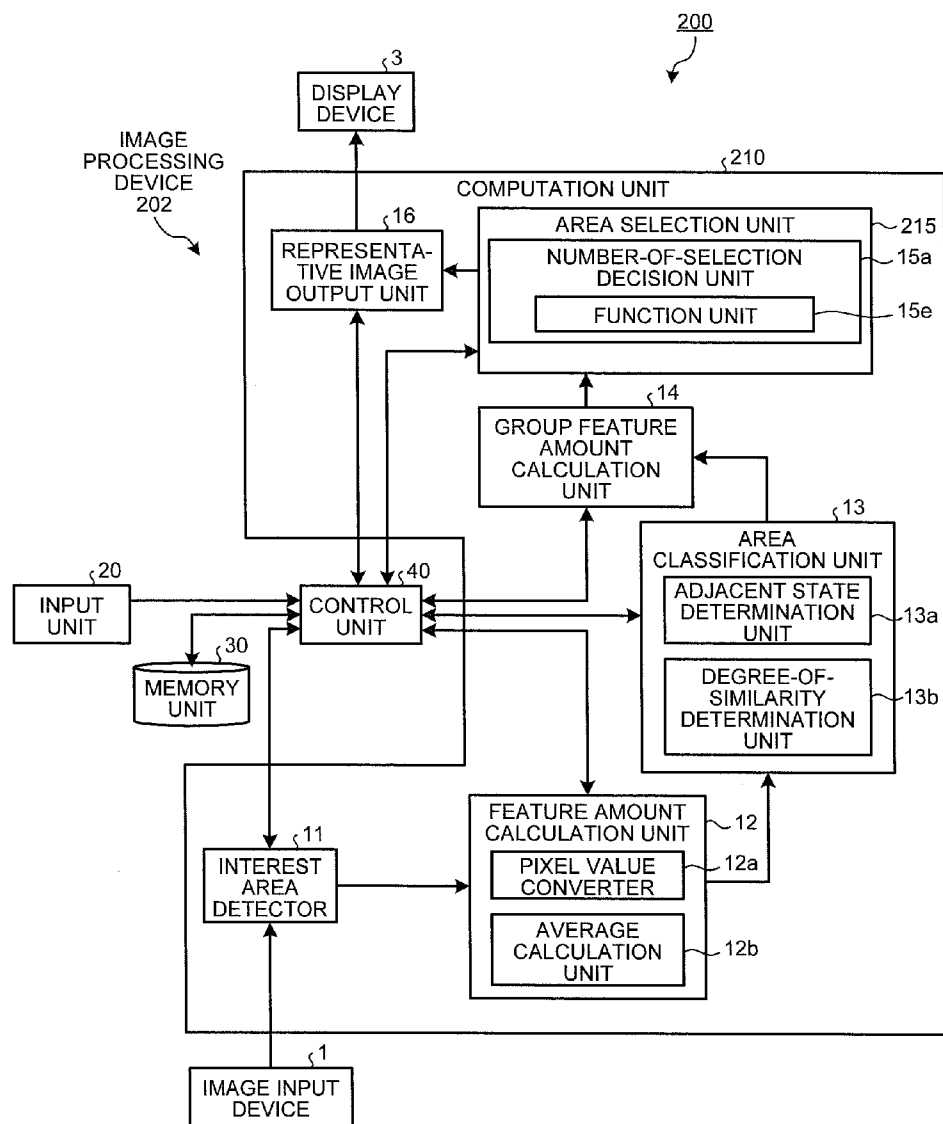 200
3
DISPLAY
DEVICE
IMAGE
PROCESSING
DEVICE
202
210
COMPUTATION UNIT
16
REPRESENTA-
TIVE IMAGE
OUTPUT UNIT
AREA SELECTION UNIT
215
NUMBER-OF-SELECTION
DECISION UNIT
15a
FUNCTION UNIT
15e
14
GROUP FEATURE
AMOUNT
CALCULATION
UNIT
13
AREA
CLASSIFICATION UNIT
ADJACENT STATE
DETERMINATION
UNIT
13a
DEGREE-OF-
SIMILARITY
DETERMINATION
UNIT
13b
20
INPUT
UNIT
40
CONTROL
UNIT
30
MEMORY
UNIT
FEATURE AMOUNT
CALCULATION UNIT
12
PIXEL VALUE
CONVERTER
12a
AVERAGE
CALCULATION
UNIT
12b
11
INTEREST
AREA
DETECTOR
1
IMAGE INPUT
DEVICE